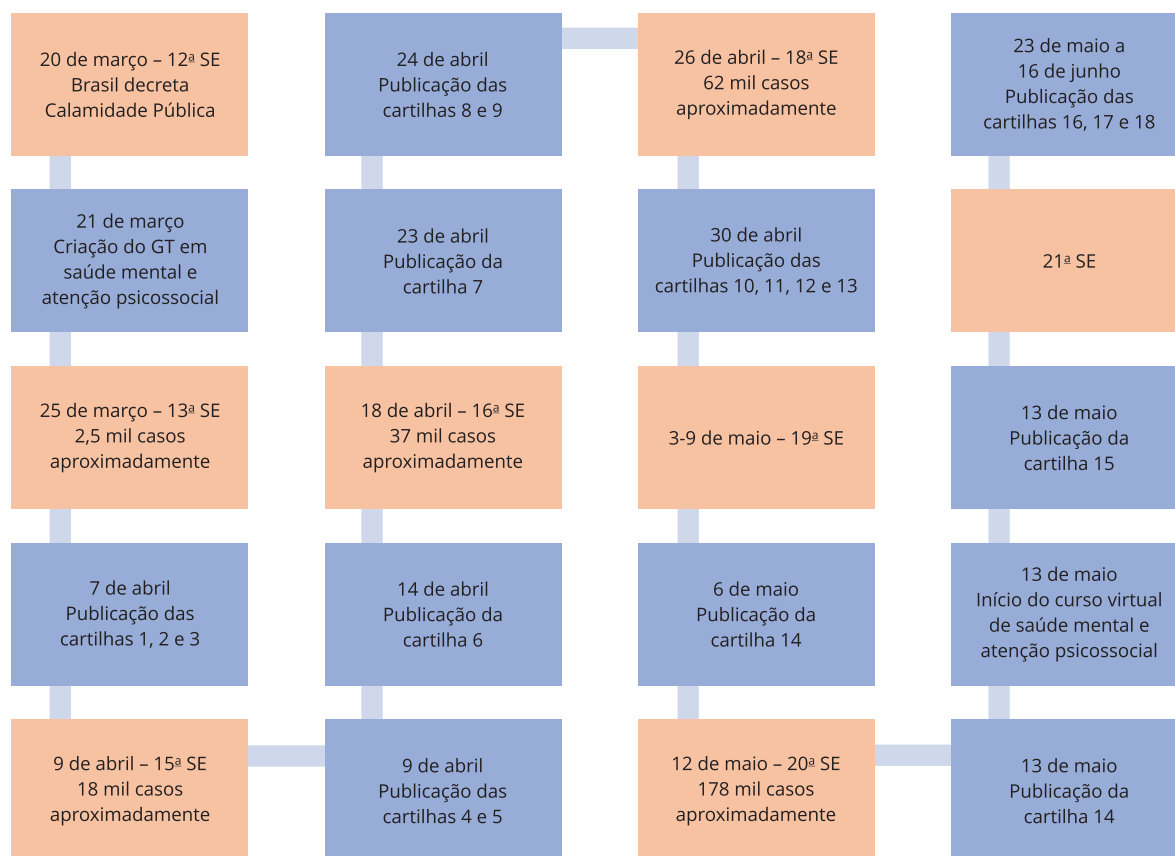 20 de março – 12ª SE
Brasil decreta
Calamidade Pública
21 de março
Criação do GT em
saúde mental e
atenção psicossocial
25 de março – 13ª SE
2,5 mil casos
aproximadamente
7 de abril
Publicação das
cartilhas 1, 2 e 3
9 de abril – 15ª SE
18 mil casos
aproximadamente
9 de abril
Publicação das
cartilhas 4 e 5
14 de abril
Publicação da
cartilha 6
18 de abril – 16ª SE
37 mil casos
aproximadamente
23 de abril
Publicação da
cartilha 7
24 de abril
Publicação das
cartilhas 8 e 9
26 de abril – 18ª SE
62 mil casos
aproximadamente
30 de abril
Publicação das
cartilhas 10, 11, 12 e 13
3-9 de maio – 19ª SE
6 de maio
Publicação da
cartilha 14
12 de maio – 20ª SE
178 mil casos
aproximadamente
13 de maio
Publicação da
cartilha 14
13 de maio
Início do curso virtual
de saúde mental e
atenção psicossocial
13 de maio
Publicação da
cartilha 15
21ª SE
23 de maio a
16 de junho
Publicação das
cartilhas 16, 17 e 18